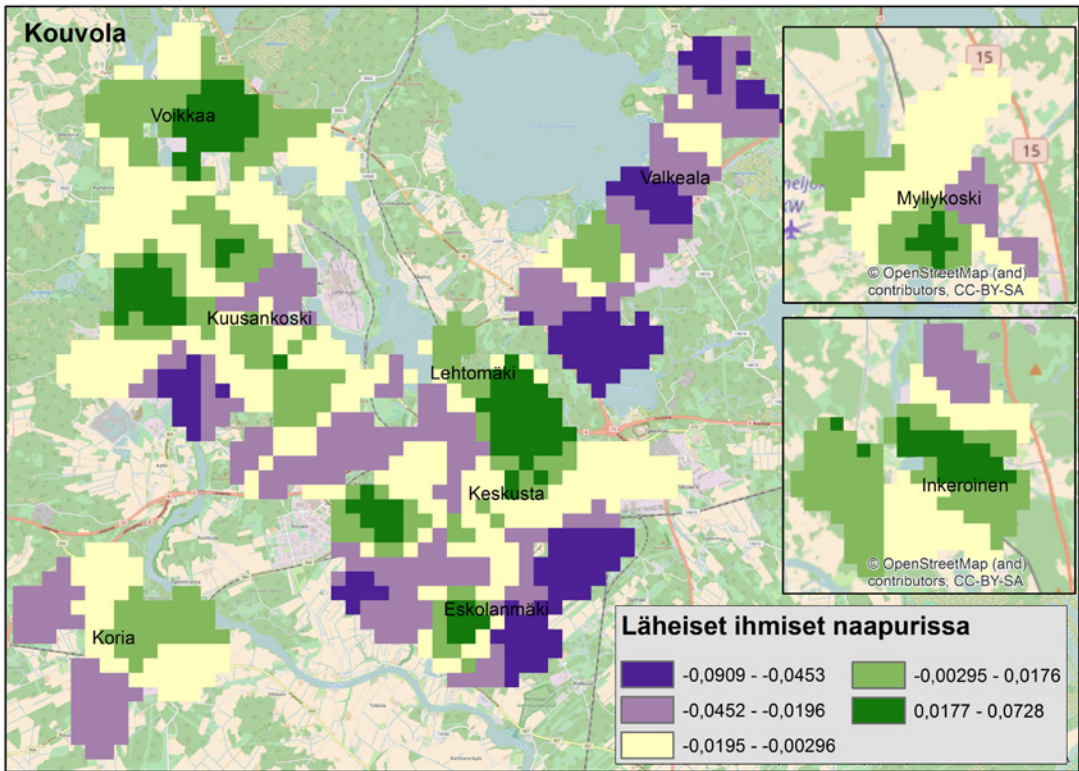 Kouvola
15
Voikkaa
15
Valkeala
Myllykoski
© OpenStreetMap (and)
contributors, CC-BY-SA
Kuusankoski
Lehtomäki
Keskusta
Inkeroinen
© OpenStreetMap (and)
contributors, CC-BY-SA
Eskolanmäki
Koria
Läheiset ihmiset naapurissa
-0,0909 - -0,0453
-0,00295 - 0,0176
-0,0452 - -0,0196
0,0177 - 0,0728
-0,0195 - -0,00296